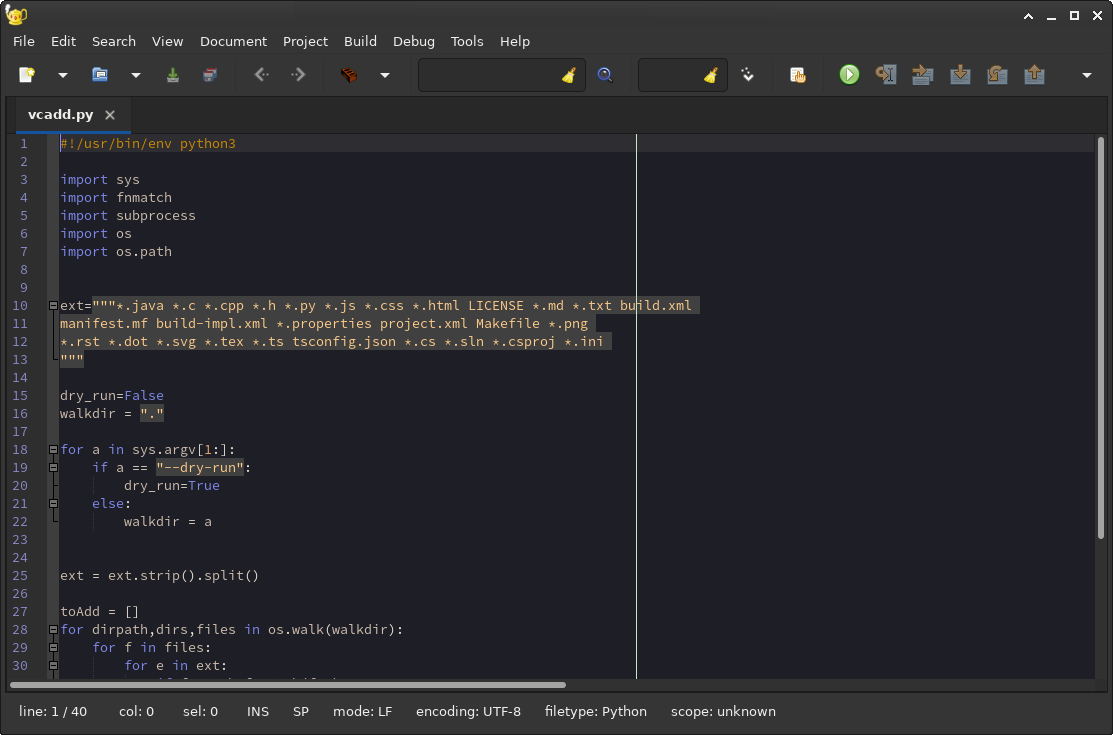 File Edit Search View Document Project Build Debug Tools Help
vcadd.py
1 #!/usr/bin/env python3
2
3 import sys
4 import fnmatch
5 import subprocess
6 import os
7 import os.path
8
9
10 ext="""*.java *.c *.cpp *.h *.py *.js *.css *.html LICENSE *.md *.txt build.xml
11 manifest.mf build-impl.xml *.properties project.xml Makefile *.png
12 *.rst *.dot *.svg *.tex *.ts tsconfig.json *.cs *.sln *.csproj *.ini
13 """
14
15 dry_run=False
16 walkdir = "."
17
18 for a in sys.argv[1:]:
19     if a == "--dry-run":
20         dry_run=True
21     else:
22         walkdir = a
23
24
25 ext = ext.strip().split()
26
27 toAdd = []
28 for dirpath,dirs,files in os.walk(walkdir):
29     for f in files:
30         for e in ext:
line: 1 / 40 col: 0 sel: 0 INS SP mode: LF encoding: UTF-8 filetype: Python scope: unknown